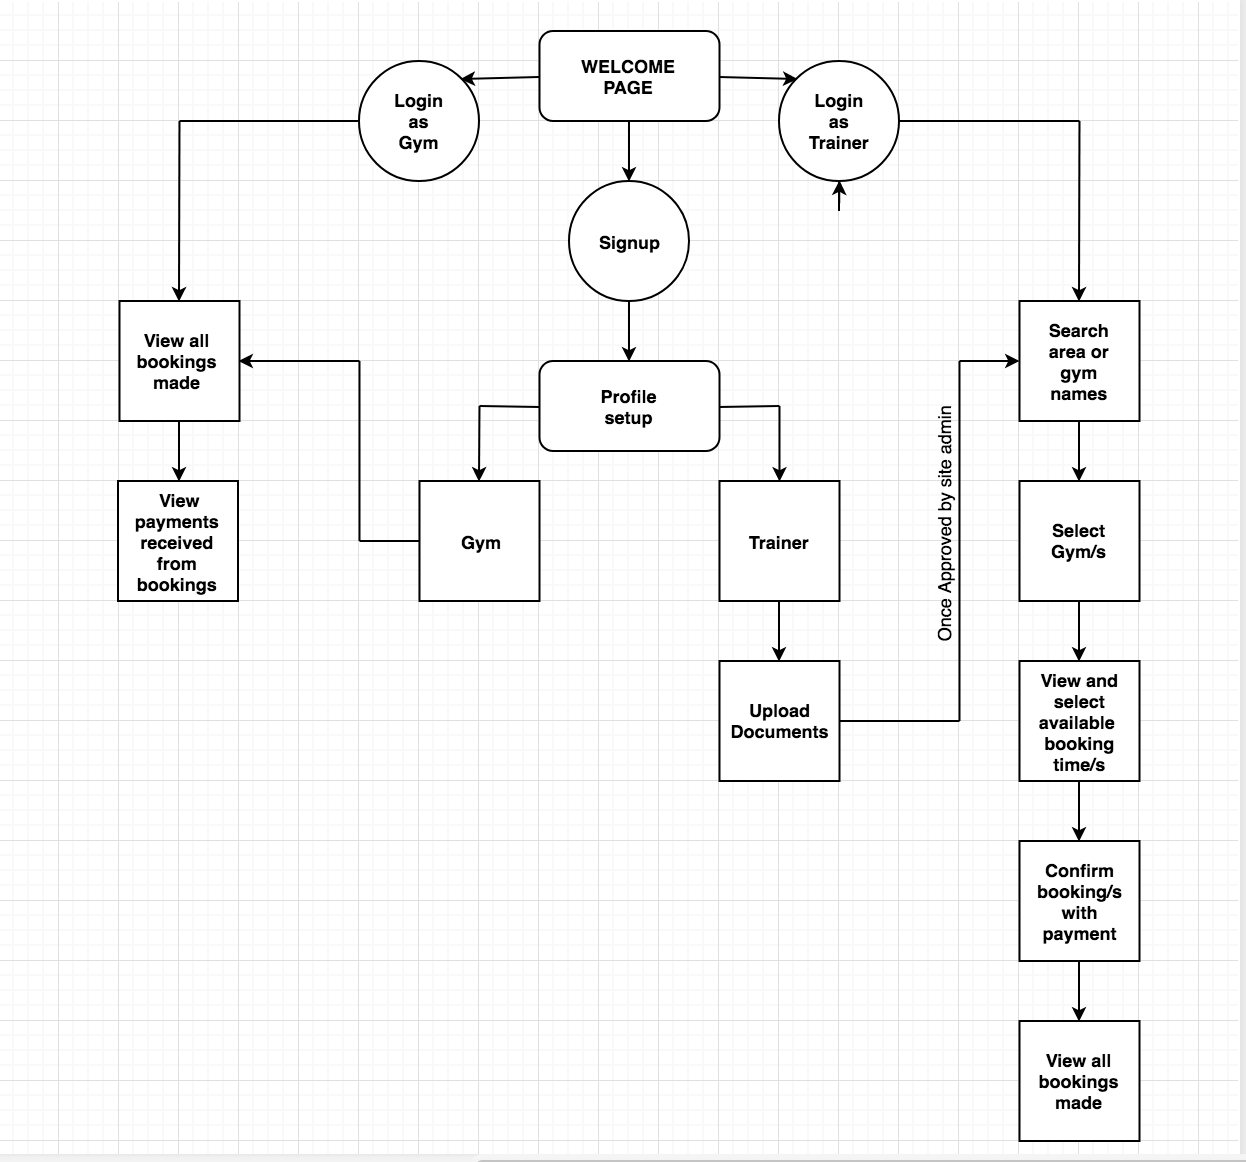 WELCOME
PAGE
Login
as
Gym
Login
as
Trainer
Signup
View all
bookings
made
Profile
setup
Search
area or
gym
names
Once Approved by site admin
View
payments
received
from
bookings
Gym
Trainer
Select
Gym/s
Upload
Documents
View and
select
available
booking
time/s
Confirm
booking/s
with
payment
View all
bookings
made